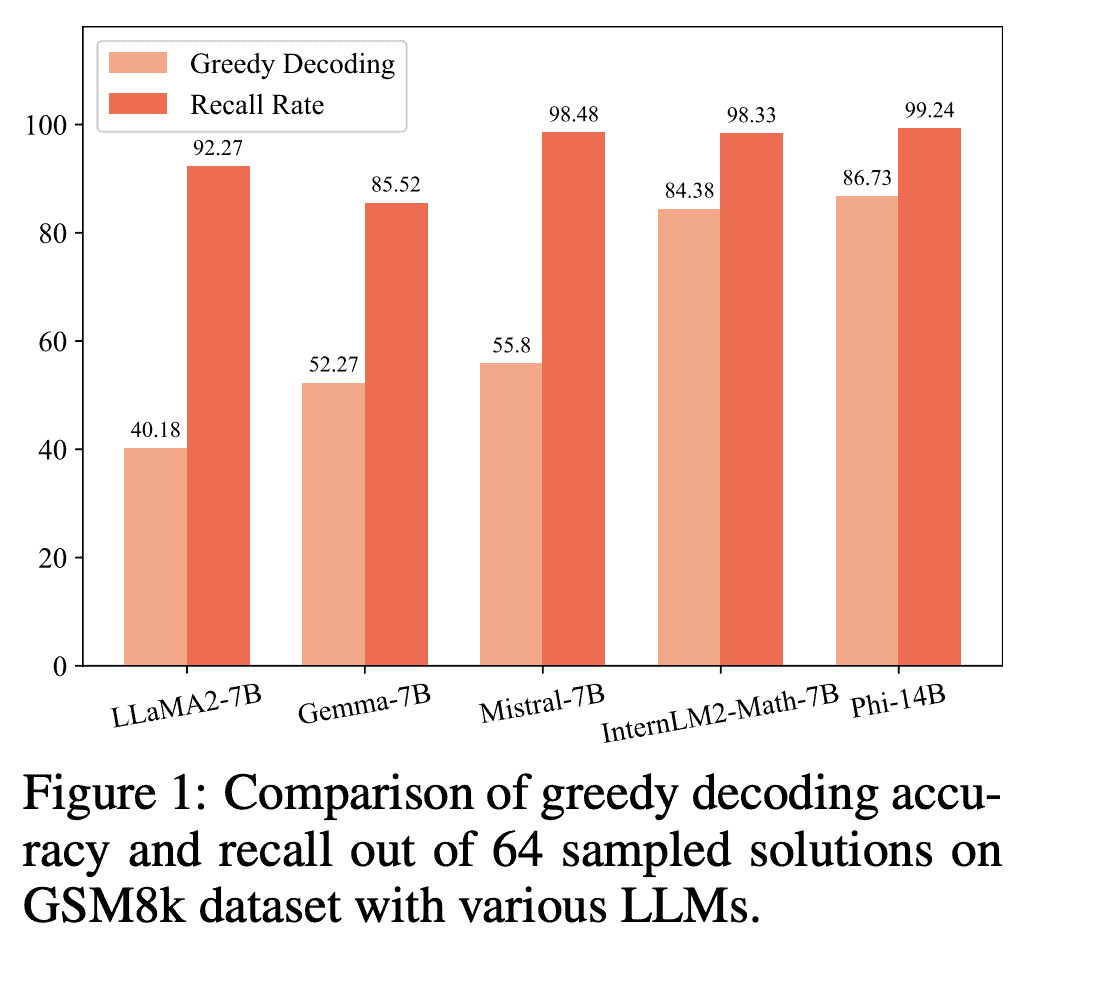 Greedy Decoding
Recall Rate
100
80
60
40
20
0
40.18
92.27
52.27
85.52
55.8
98.48
84.38
98.33
86.73
99.24
LLaMA2-7B
Gemma-7B
Mistral-7B
InternLM2-Math-7B
Phi-14B
Figure 1: Comparison of greedy decoding accu-
racy and recall out of 64 sampled solutions on
GSM8k dataset with various LLMs.